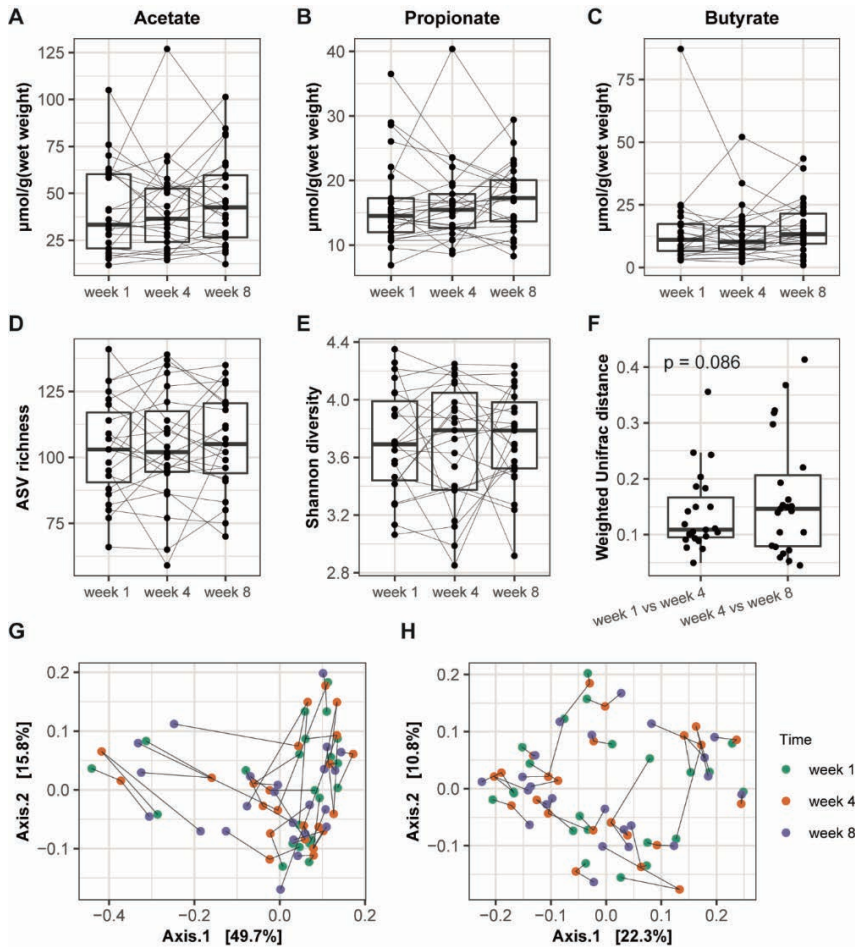 A Acetate B Propionate C Butyrate
µmol/g(wet weight)
125
100
75
50
25
week 1 week 4 week 8
µmol/g(wet weight)
40
30
20
10
week 1 week 4 week 8
µmol/g(wet weight)
75
50
25
0
week 1 week 4 week 8
D E F
ASV richness
125
100
75
week 1 week 4 week 8
Shannon diversity
4.4
4.0
3.6
3.2
2.8
week 1 week 4 week 8
Weighted Unifrac distance
p = 0.086
0.4
0.3
0.2
0.1
week 1 vs week 4
week 4 vs week 8
G H
Axis.2 [15.8%]
0.2
0.1
0.0
−0.1
−0.4 −0.2 0.0 0.2
Axis.1 [49.7%]
Axis.2 [10.8%]
0.2
0.1
0.0
−0.1
−0.2 −0.1 0.0 0.1 0.2
Axis.1 [22.3%]
Time
week 1
week 4
week 8